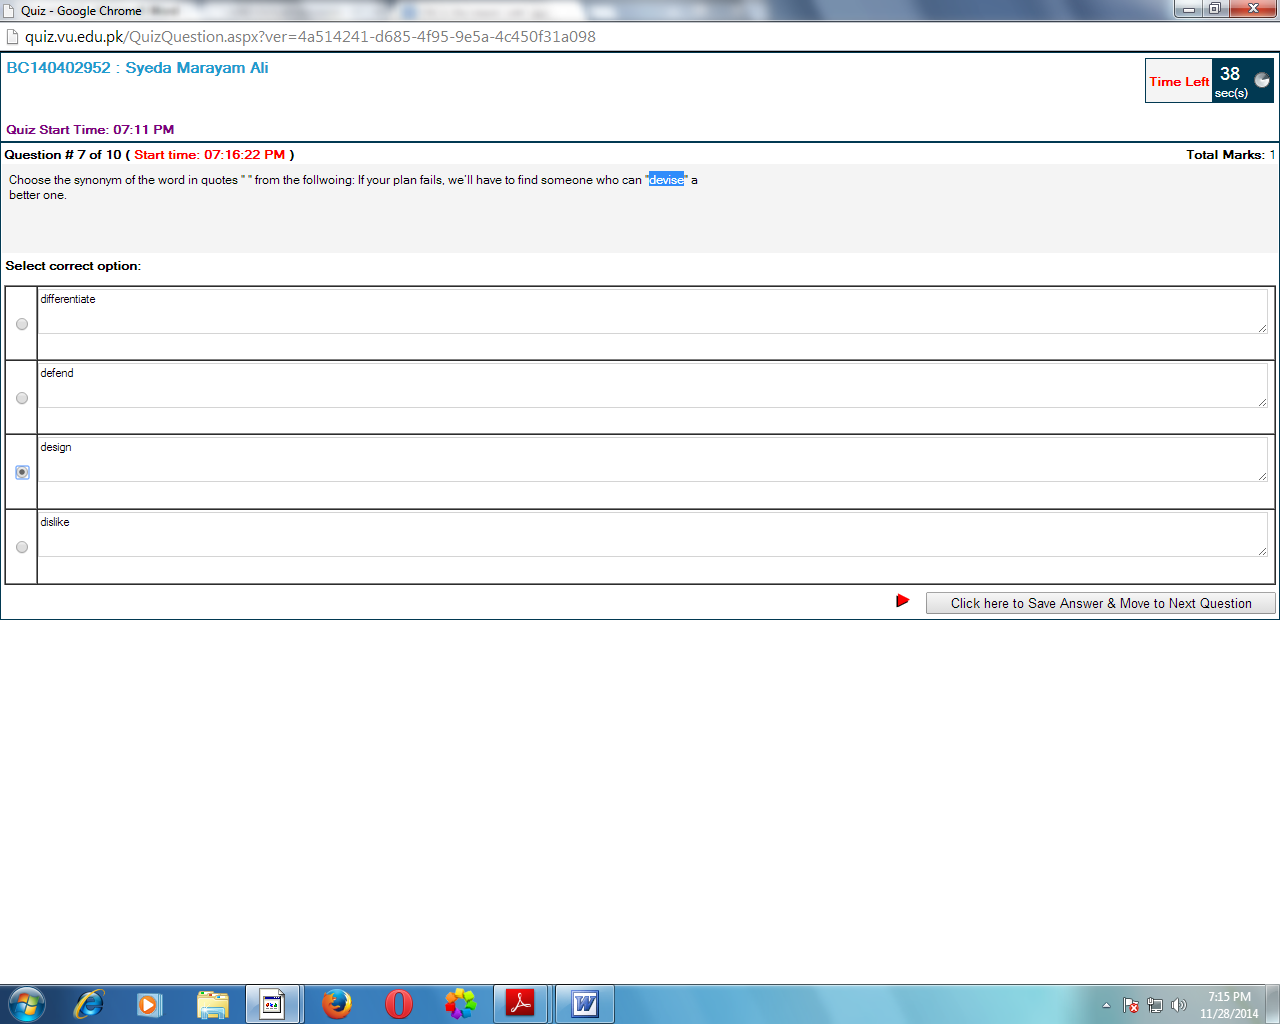 Quiz - Google Chrome
quiz.vu.edu.pk/QuizQuestion.aspx?ver=4a514241-d685-4f95-9e5a-4c450f31a098
BC140402952 : Syeda Marayam Ali
Time Left 38 sec(s)
Quiz Start Time: 07:11 PM
Question # 7 of 10 ( Start time: 07:16:22 PM ) Total Marks: 1
Choose the synonym of the word in quotes " " from the follwoing: If your plan fails, we'll have to find someone who can "devise" a
better one.
Select correct option:
differentiate
defend
design
dislike
Click here to Save Answer & Move to Next Question
7:15 PM
11/28/2014